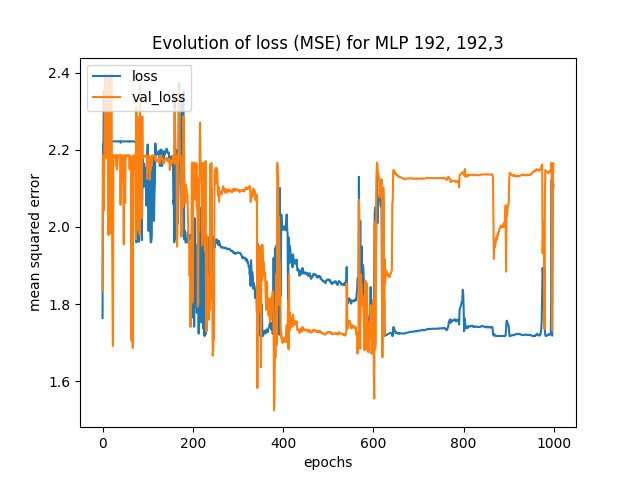 Evolution of loss (MSE) for MLP 192, 192,3
loss
val_loss
2.4
2.2
2.0
1.8
1.6
mean squared error
0
200
400
600
800
1000
epochs